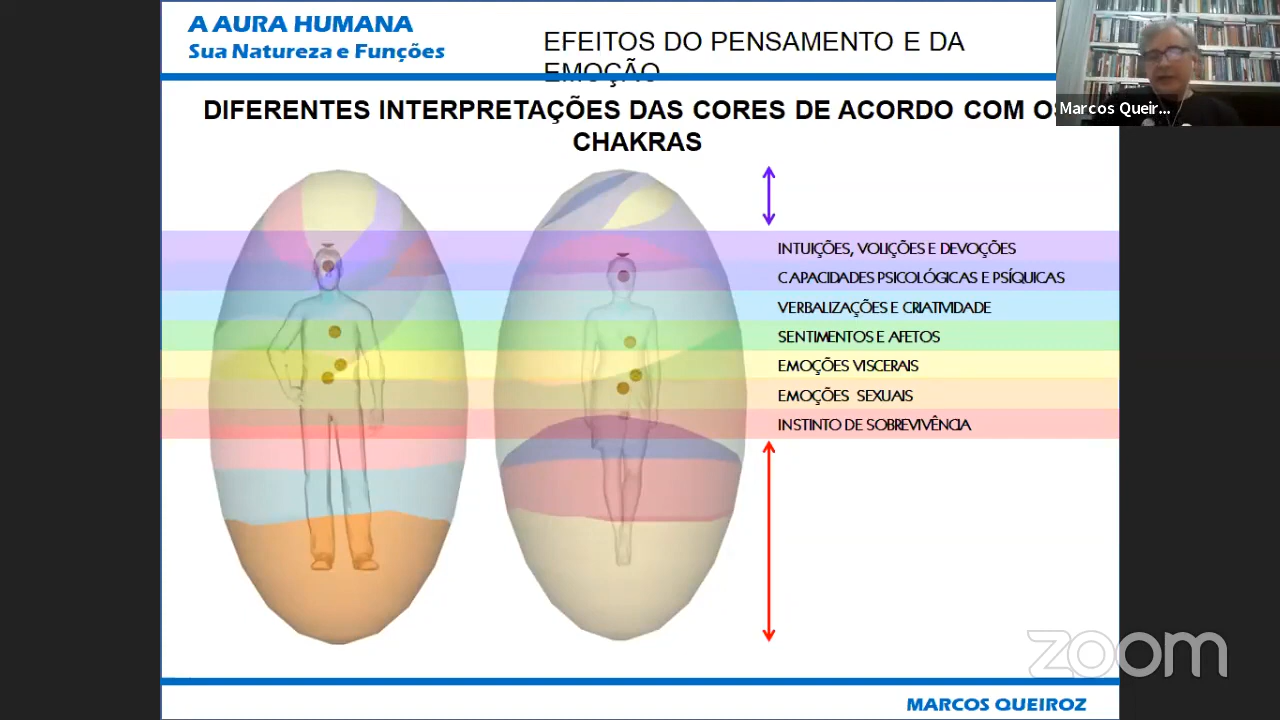 A AURA HUMANA
Sua Natureza e Funções
EFEITOS DO PENSAMENTO E DA
EMOÇÃO
DIFERENTES INTERPRETAÇÕES DAS CORES DE ACORDO COM OS
CHAKRAS
Marcos Queir...
INTUIÇÕES, VOLIÇÕES E DEVOÇÕES
CAPACIDADES PSICOLÓGICAS E PSÍQUICAS
VERBALIZAÇÕES E CRIATIVIDADE
SENTIMENTOS E AFETOS
EMOÇÕES VISCERAIS
EMOÇÕES SEXUAIS
INSTINTO DE SOBREVIVÊNCIA
zoom
MARCOS QUEIROZ